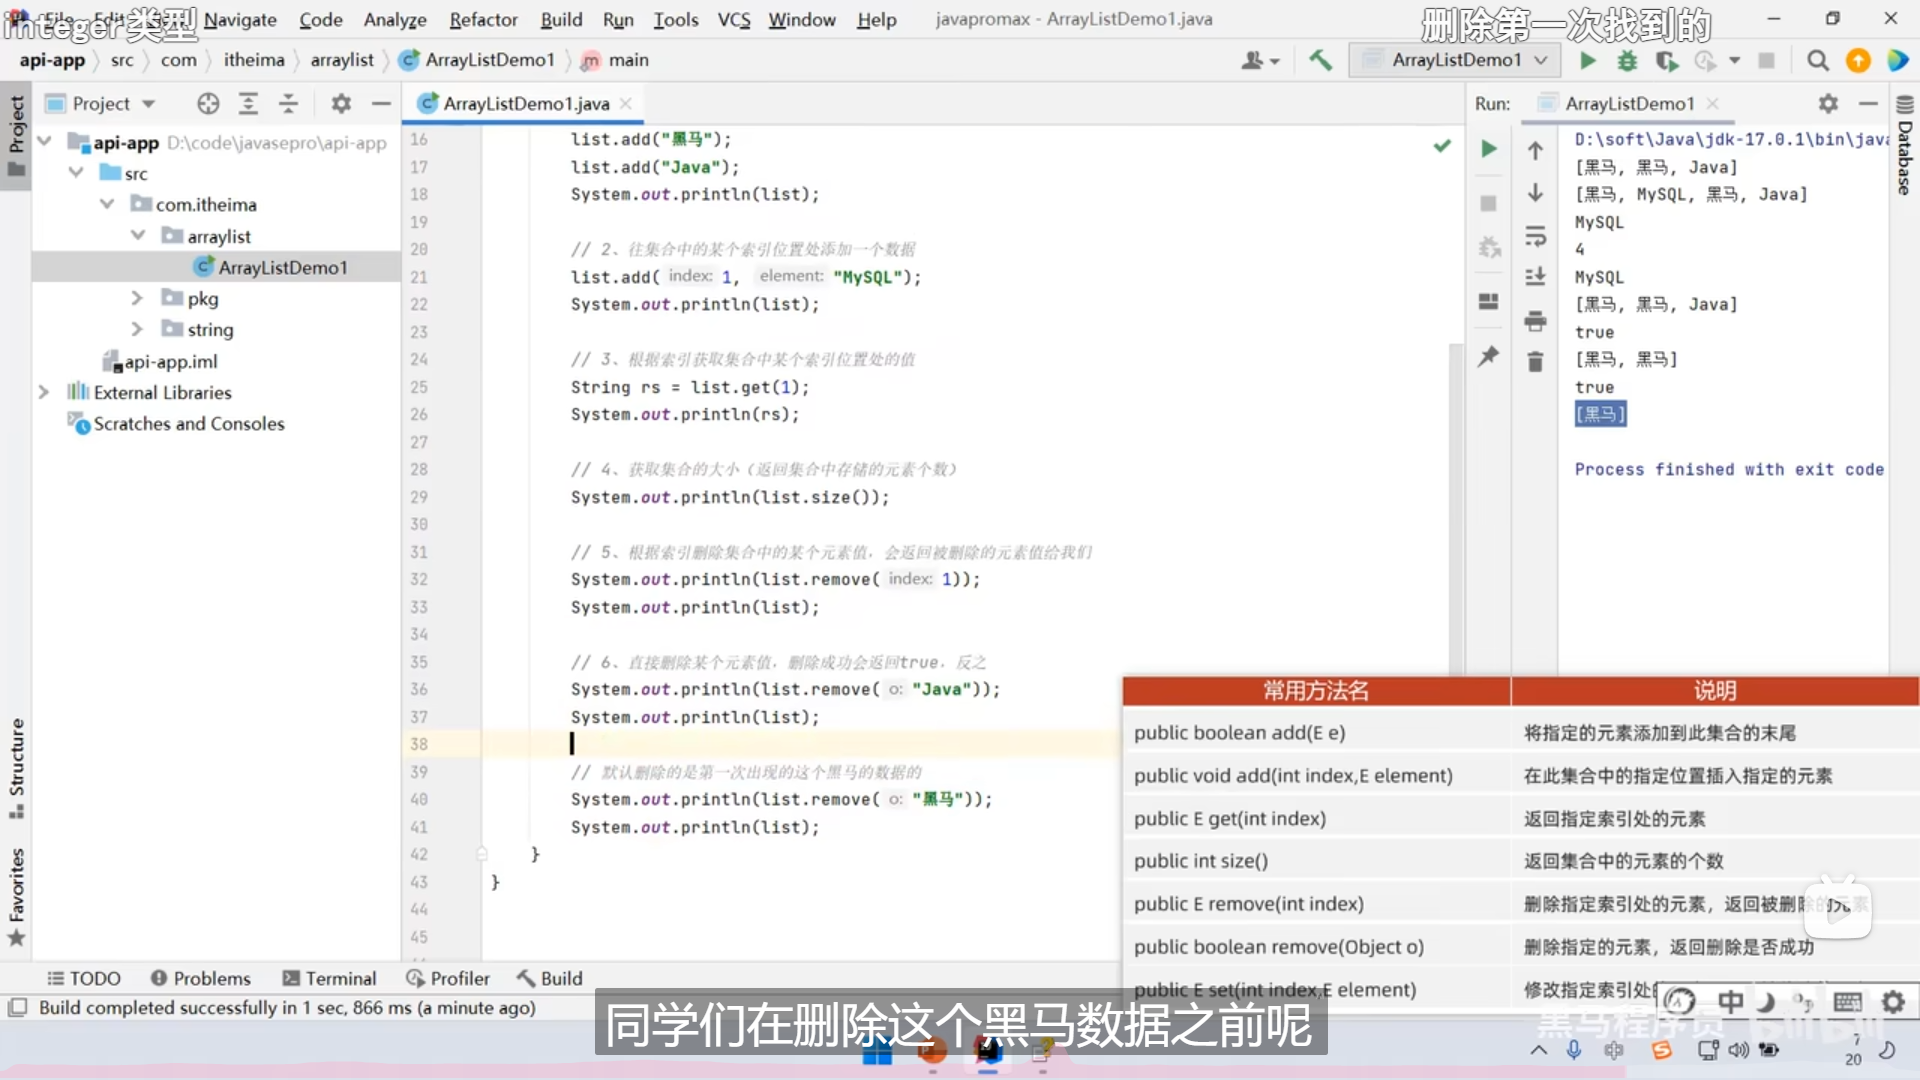 integer类型
删除第一次找到的
Navigate Code Analyze Refactor Build Run Tools VCS Window Help javapromax - ArrayListDemo1.java
api-app src com itheima arraylist ArrayListDemo1 main
ArrayListDemo1
Project
ArrayListDemo1.java
Run: ArrayListDemo1
Project
Database
Structure
Favorites
api-app D:\code\javasepro\api-app
src
com.itheima
arraylist
ArrayListDemo1
pkg
string
api-app.iml
External Libraries
Scratches and Consoles
16 list.add("黑马");
17 list.add("Java");
18 System.out.println(list);
19
20 // 2、往集合中的某个索引位置处添加一个数据
21 list.add( index: 1, element: "MySQL");
22 System.out.println(list);
23
24 // 3、根据索引获取集合中某个索引位置处的值
25 String rs = list.get(1);
26 System.out.println(rs);
27
28 // 4、获取集合的大小（返回集合中存储的元素个数）
29 System.out.println(list.size());
30
31 // 5、根据索引删除集合中的某个元素值，会返回被删除的元素值给我们
32 System.out.println(list.remove( index: 1));
33 System.out.println(list);
34
35 // 6、直接删除某个元素值，删除成功会返回true，反之
36 System.out.println(list.remove( o: "Java"));
37 System.out.println(list);
38
39 // 默认删除的是第一次出现的这个黑马的数据的
40 System.out.println(list.remove( o: "黑马"));
41 System.out.println(list);
42 }
43 }
44
45
D:\soft\Java\jdk-17.0.1\bin\java
[黑马, 黑马, Java]
[黑马, MySQL, 黑马, Java]
MySQL
4
MySQL
[黑马, 黑马, Java]
true
[黑马, 黑马]
true
[黑马]
Process finished with exit code
常用方法名 说明
public boolean add(E e) 将指定的元素添加到此集合的末尾
public void add(int index,E element) 在此集合中的指定位置插入指定的元素
public E get(int index) 返回指定索引处的元素
public int size() 返回集合中的元素的个数
public E remove(int index) 删除指定索引处的元素，返回被删除的元素
public boolean remove(Object o) 删除指定的元素，返回删除是否成功
public E set(int index,E element) 修改指定索引处
TODO Problems Terminal Profiler Build
Build completed successfully in 1 sec, 866 ms (a minute ago)
同学们在删除这个黑马数据之前呢
中
黑马程序员 bilibili
7
20